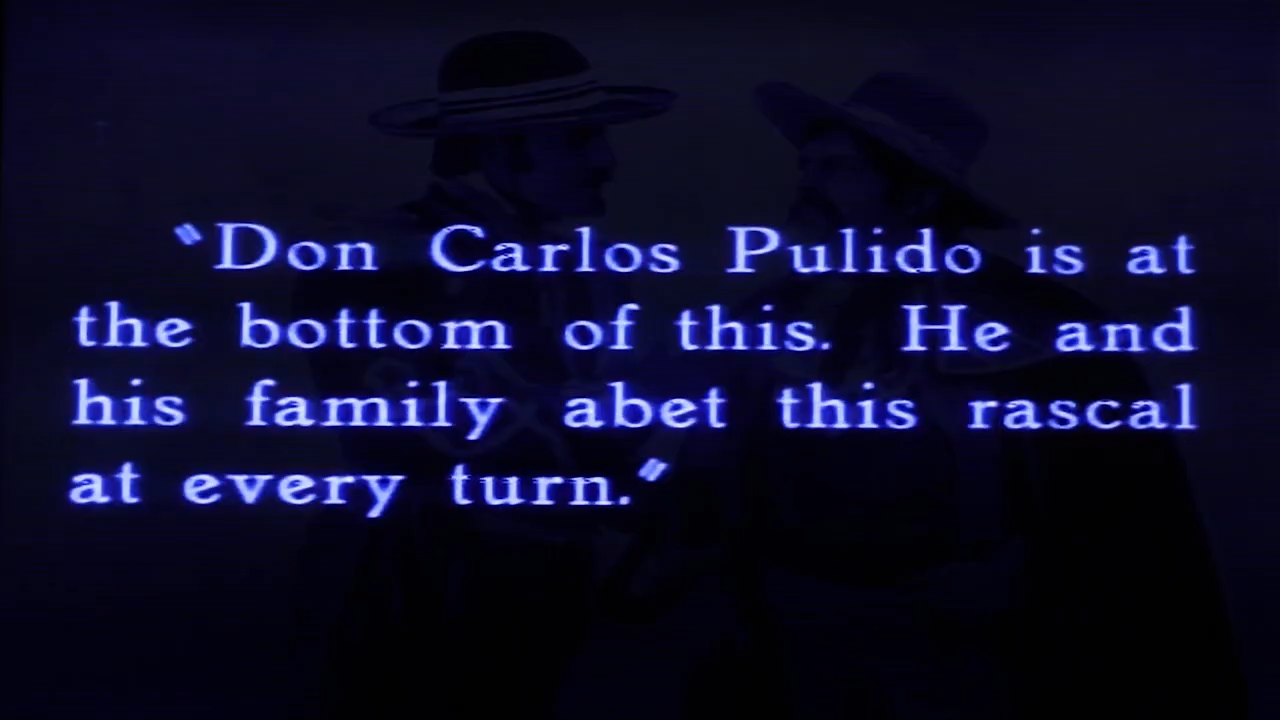 "Don Carlos Pulido is at
the bottom of this. He and
his family abet this rascal
at every turn."